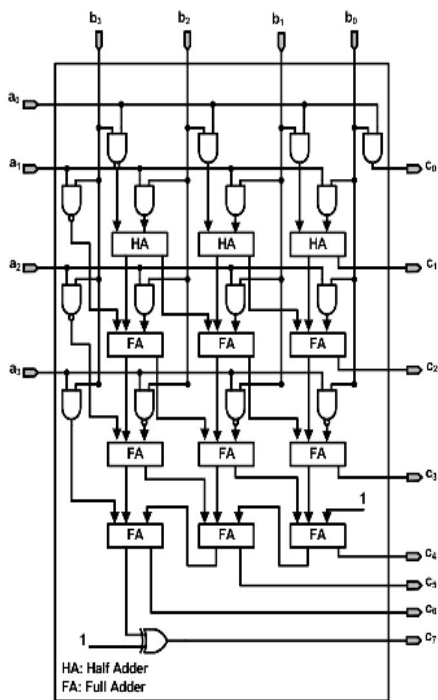 b₃ b₂ b₁ b₀
a₀
a₁ c₀
HA HA HA
a₂ c₁
FA FA FA
a₃ c₂
FA FA FA
c₃
1
FA FA FA
c₄
c₅
c₆
1 c₇
HA: Half Adder
FA: Full Adder